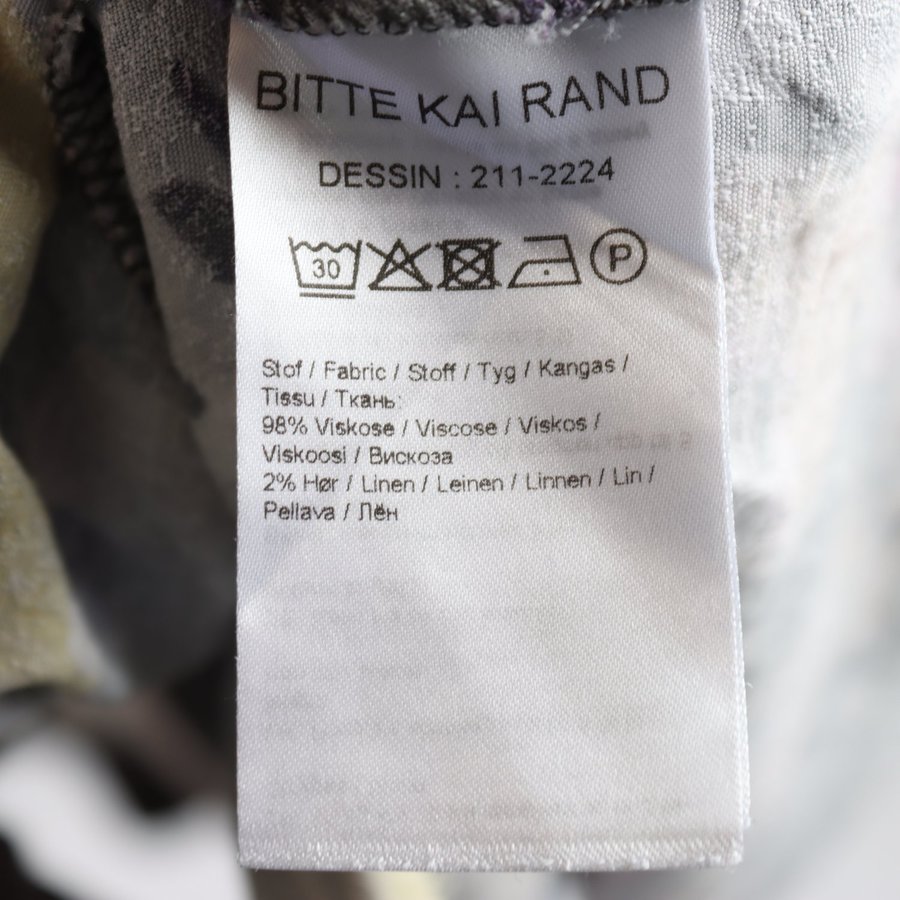 BITTE KAI RAND
DESSIN : 211-2224
30 P
Stof / Fabric / Stoff / Tyg / Kangas /
Tissu / Ткань:
98% Viskose / Viscose / Viskos /
Viskoosi / Вискоза
2% Hør / Linen / Leinen / Linnen / Lin /
Pellava / Лён